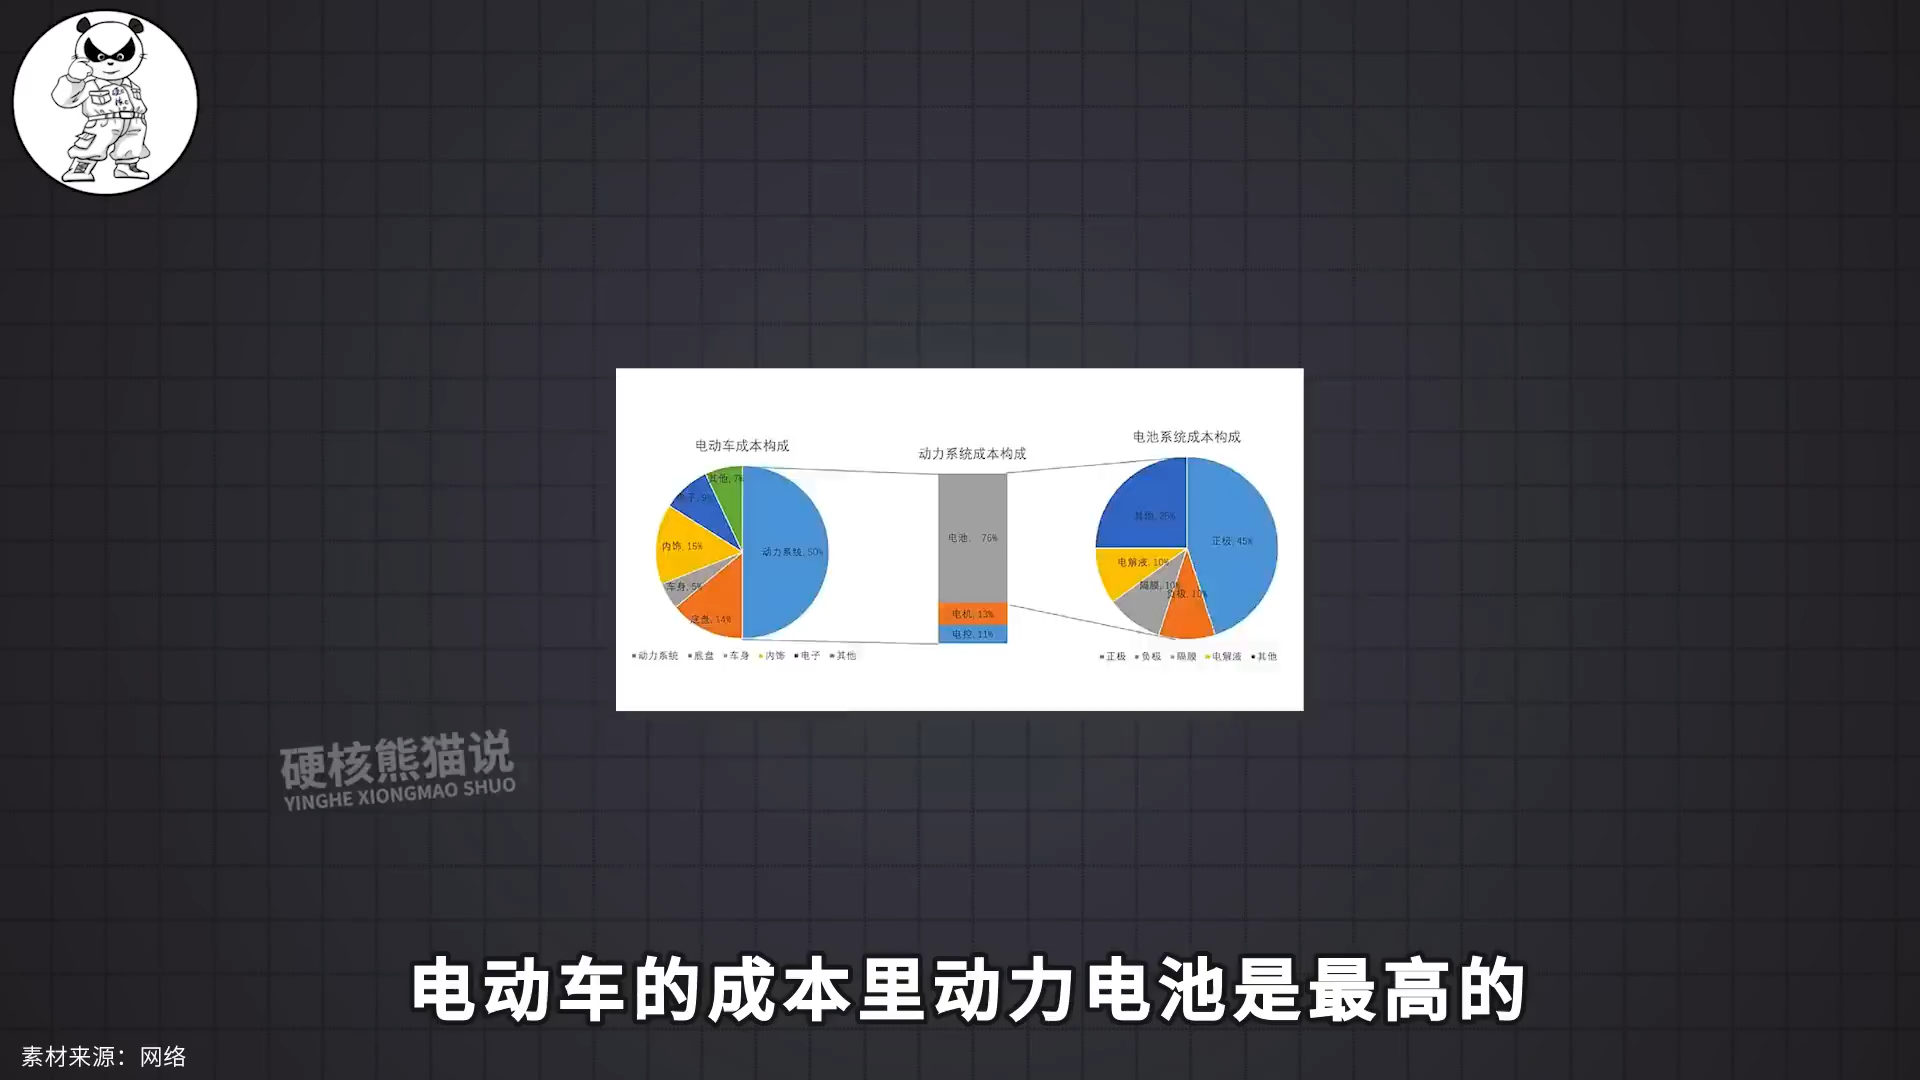 电动车成本构成
其他, 7%
电子, 9%
内饰, 15%
动力系统, 50%
车身, 5%
底盘, 14%
■动力系统 ■底盘 ■车身 ■内饰 ■电子 ■其他
动力系统成本构成
电池, 76%
电机, 13%
电控, 11%
电池系统成本构成
其他, 25%
正极, 45%
电解液, 10%
隔膜, 10%
负极, 10%
■正极 ■负极 ■隔膜 ■电解液 ■其他
硬核熊猫说
YINGHE XIONGMAO SHUO
电动车的成本里动力电池是最高的
素材来源：网络